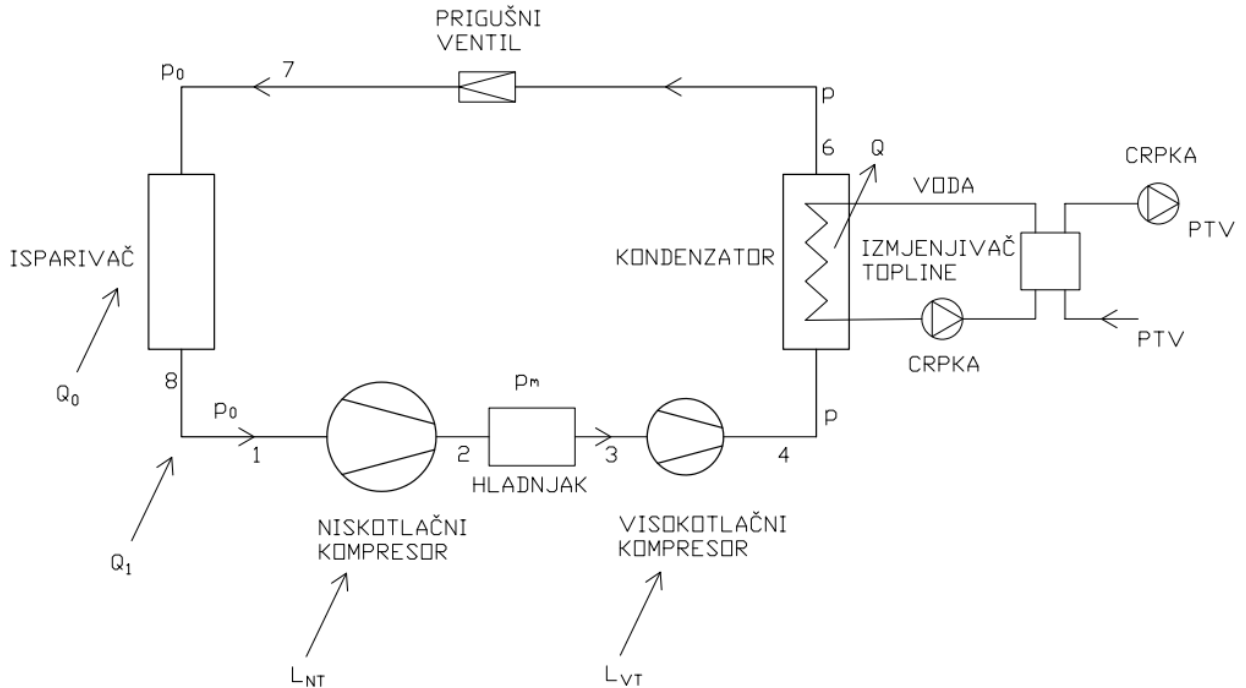 PRIGUŠNI
VENTIL
p0
7
p
6
Q
CRPKA
VODA
PTV
ISPARIVAČ
KONDENZATOR
IZMJENJIVAČ
TOPLINE
PTV
CRPKA
Q0
8
p0
pm
p
1
2
3
4
HLADNJAK
NISKOTLAČNI
KOMPRESOR
VISOKOTLAČNI
KOMPRESOR
Q1
LNT
LVT